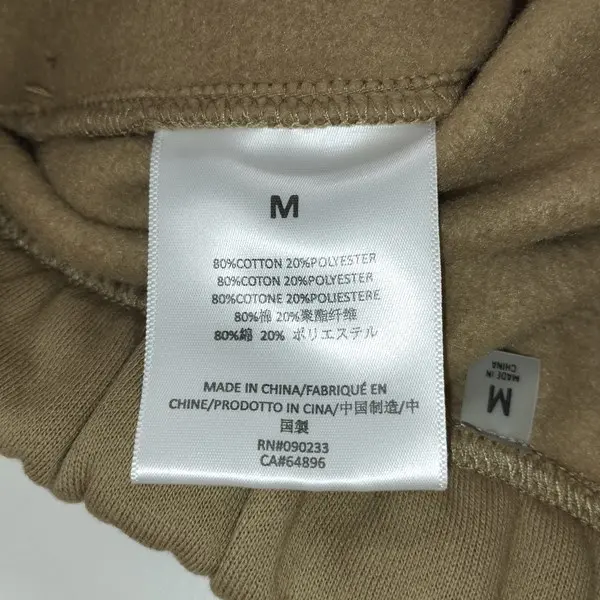 M
80%COTTON 20%POLYESTER
80%COTTON 20%POLYESTER
80%COTONE 20%POLIESTERE
80%棉 20%聚酯纤维
80%綿 20% ポリエステル
MADE IN CHINA/FABRIQUÉ EN
CHINE/PRODOTTO IN CINA/中国制造/中
国製
RN#090233
CA#64896
M
MADE IN
CHINA